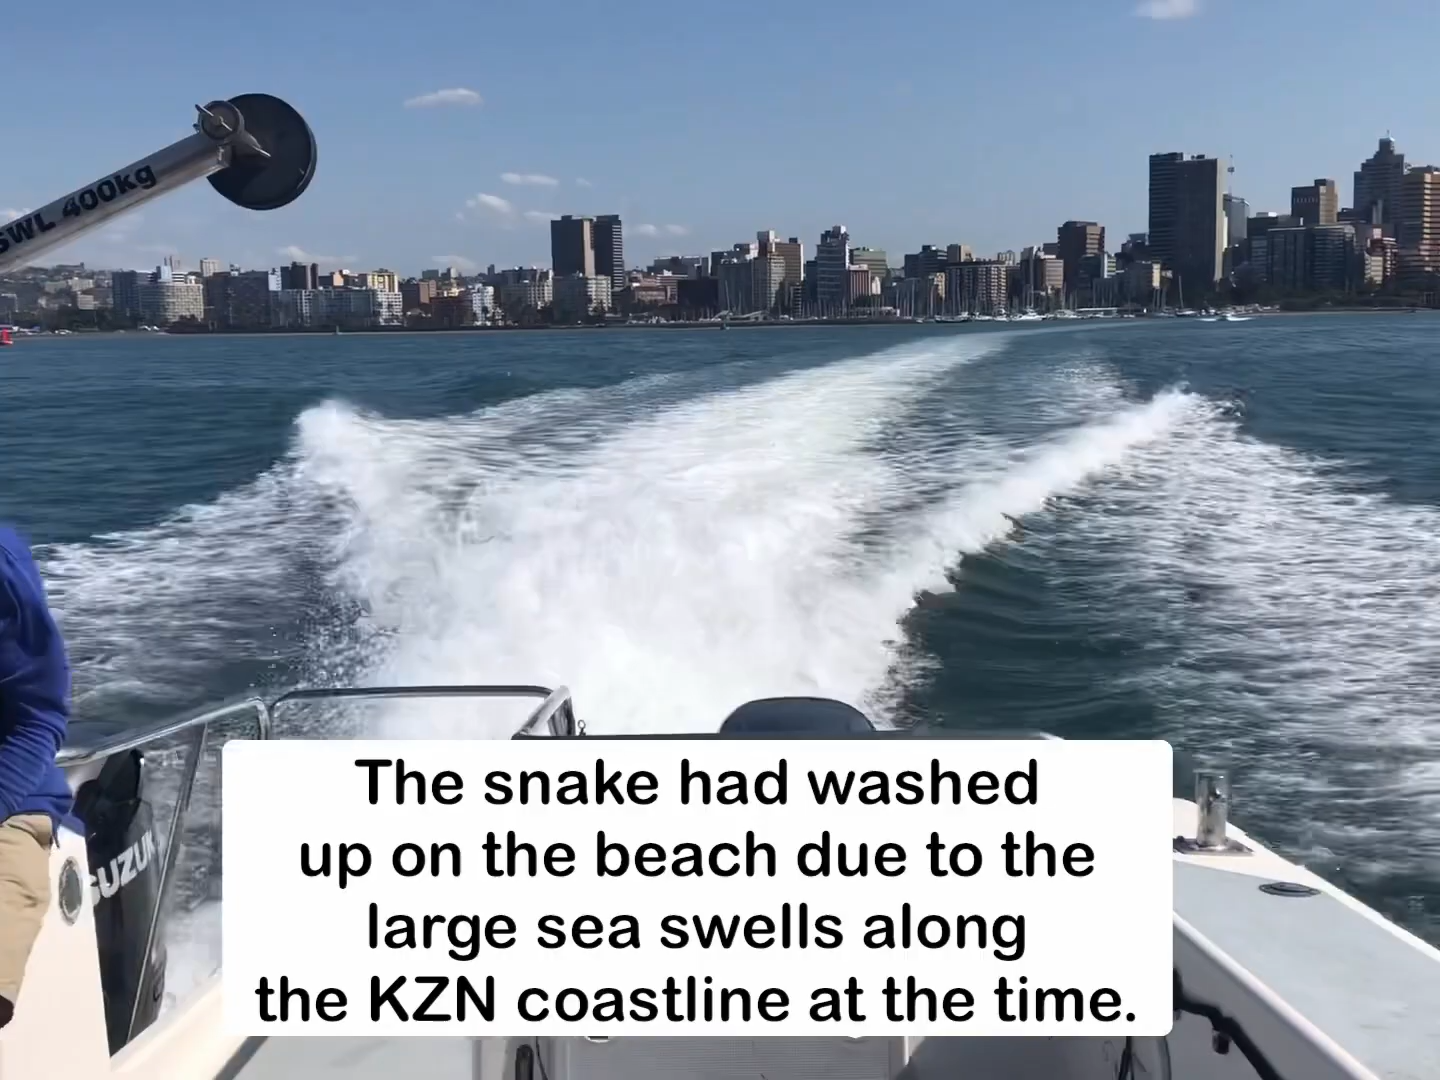 SWL 400kg
SUZUKI
The snake had washed
up on the beach due to the
large sea swells along
the KZN coastline at the time.